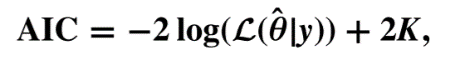 AIC = −2 log(ℒ(θ̂|y)) + 2K,